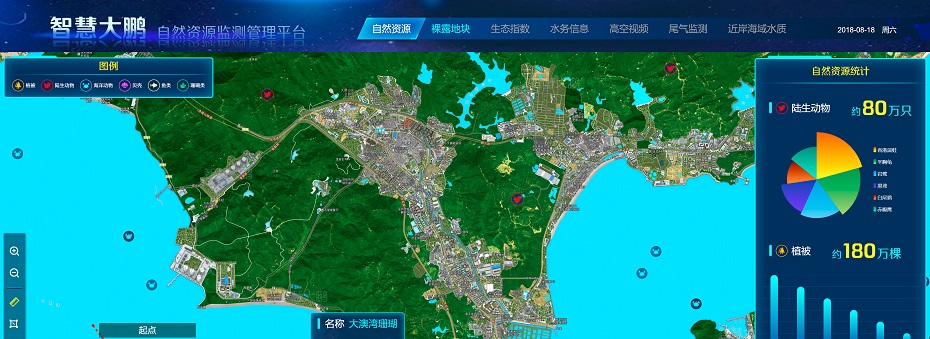 智慧大鹏 自然资源监测管理平台
自然资源 裸露地块 生态指数 水务信息 高空视频 尾气监测 近岸海域水质
2018-08-18 周六
图例
植被 陆生动物 海洋动物 贝壳 鱼类 珊瑚类
自然资源统计
陆生动物 约80万只
植被 约180万棵
起点
名称 大澳湾珊瑚